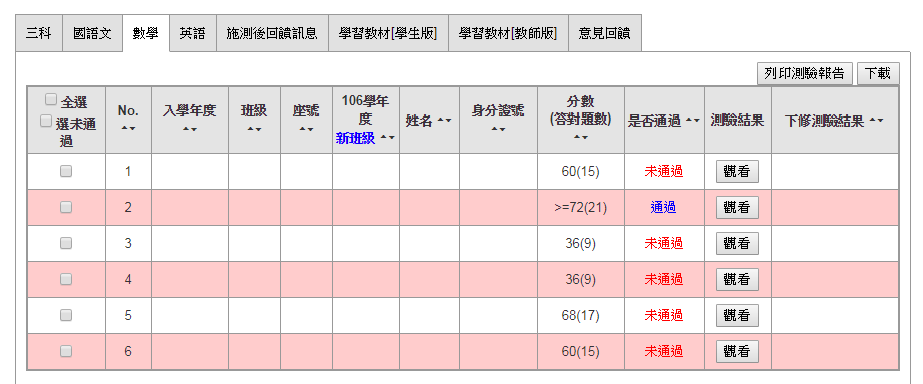 三科 國語文 數學 英語 施測後回饋訊息 學習教材[學生版] 學習教材[教師版] 意見回饋
列印測驗報告 下載
全選
選未通過
No.
入學年度
班級
座號
106學年度
新班級
姓名
身分證號
分數
(答對題數)
是否通過
測驗結果
下修測驗結果
1 60(15) 未通過 觀看
2 >=72(21) 通過 觀看
3 36(9) 未通過 觀看
4 36(9) 未通過 觀看
5 68(17) 未通過 觀看
6 60(15) 未通過 觀看